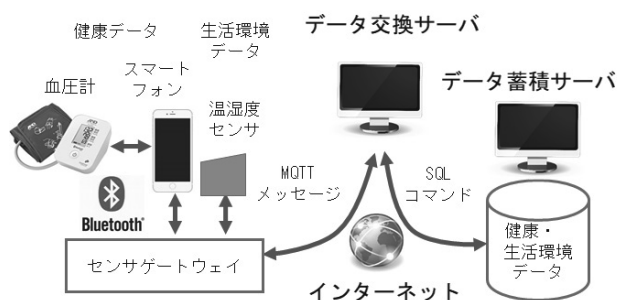 健康データ
生活環境
データ
データ交換サーバ
血圧計
スマート
フォン
データ蓄積サーバ
温湿度
センサ
MQTT
メッセージ
SQL
コマンド
Bluetooth
センサゲートウェイ
健康・
生活環境
データ
インターネット